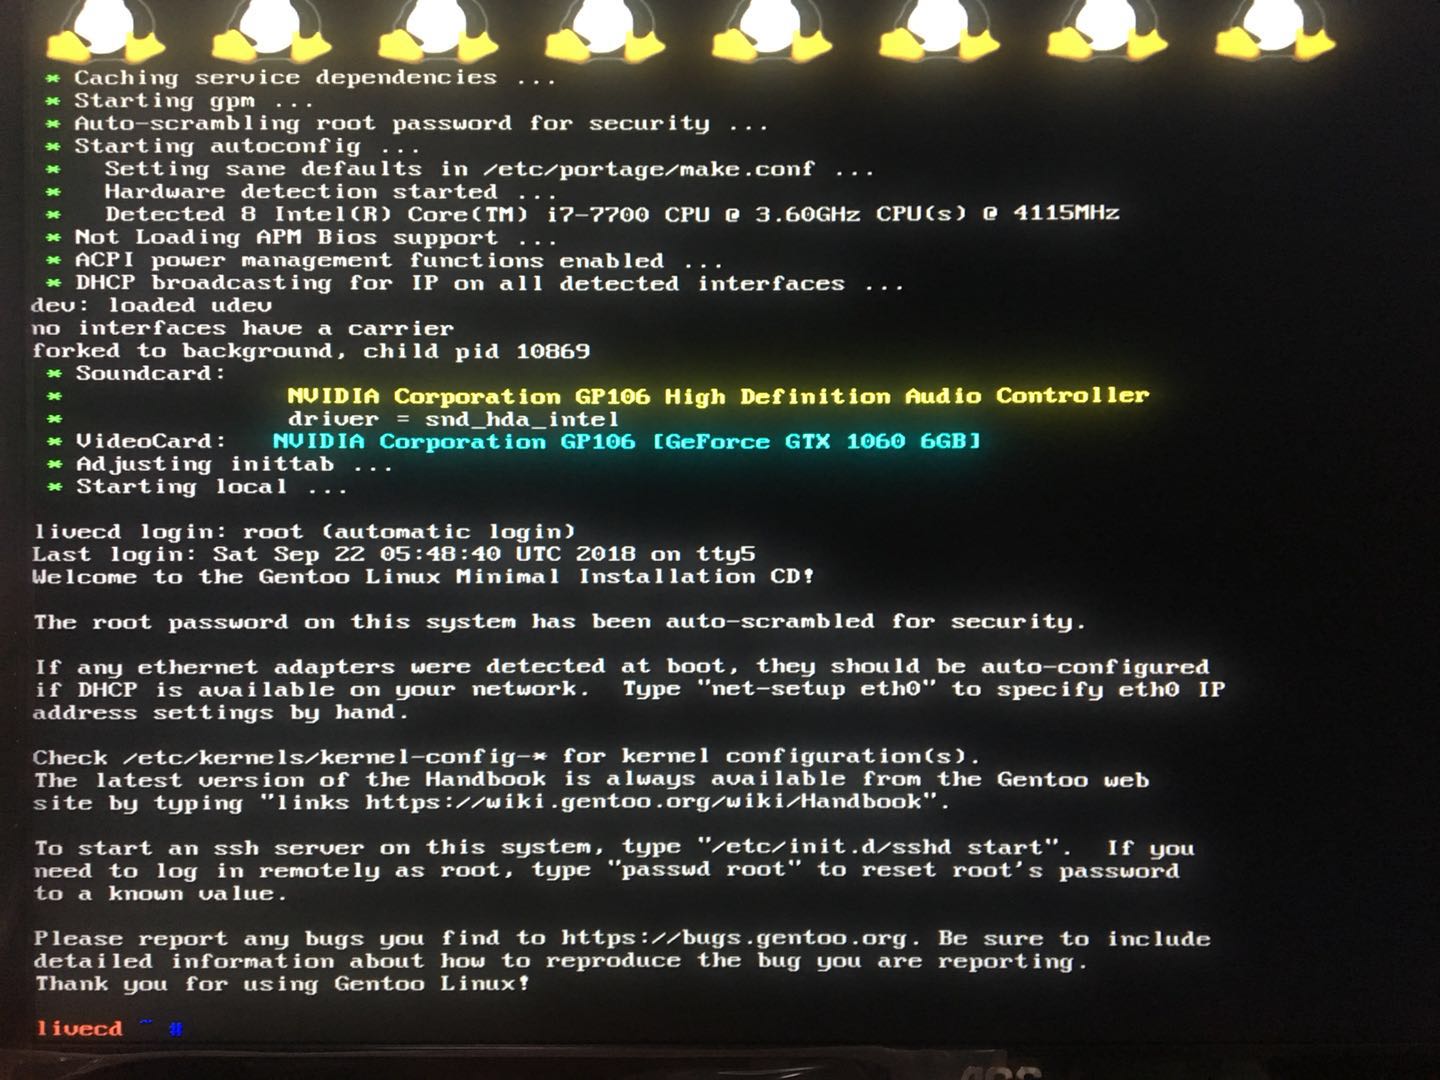 * Caching service dependencies ...
* Starting gpm ...
* Auto-scrambling root password for security ...
* Starting autoconfig ...
*   Setting sane defaults in /etc/portage/make.conf ...
*   Hardware detection started ...
*   Detected 8 Intel(R) Core(TM) i7-7700 CPU @ 3.60GHz CPU(s) @ 4115MHz
* Not Loading APM Bios support ...
* ACPI power management functions enabled ...
* DHCP broadcasting for IP on all detected interfaces ...
dev: loaded udev
no interfaces have a carrier
forked to background, child pid 10869
* Soundcard:
*               NVIDIA Corporation GP106 High Definition Audio Controller
*               driver = snd_hda_intel
* VideoCard:   NVIDIA Corporation GP106 [GeForce GTX 1060 6GB]
* Adjusting inittab ...
* Starting local ...
livecd login: root (automatic login)
Last login: Sat Sep 22 05:48:40 UTC 2018 on tty5
Welcome to the Gentoo Linux Minimal Installation CD!
The root password on this system has been auto-scrambled for security.
If any ethernet adapters were detected at boot, they should be auto-configured
if DHCP is available on your network.  Type "net-setup eth0" to specify eth0 IP
address settings by hand.
Check /etc/kernels/kernel-config-* for kernel configuration(s).
The latest version of the Handbook is always available from the Gentoo web
site by typing "links https://wiki.gentoo.org/wiki/Handbook".
To start an ssh server on this system, type "/etc/init.d/sshd start".  If you
need to log in remotely as root, type "passwd root" to reset root's password
to a known value.
Please report any bugs you find to https://bugs.gentoo.org. Be sure to include
detailed information about how to reproduce the bug you are reporting.
Thank you for using Gentoo Linux!
livecd ~ #